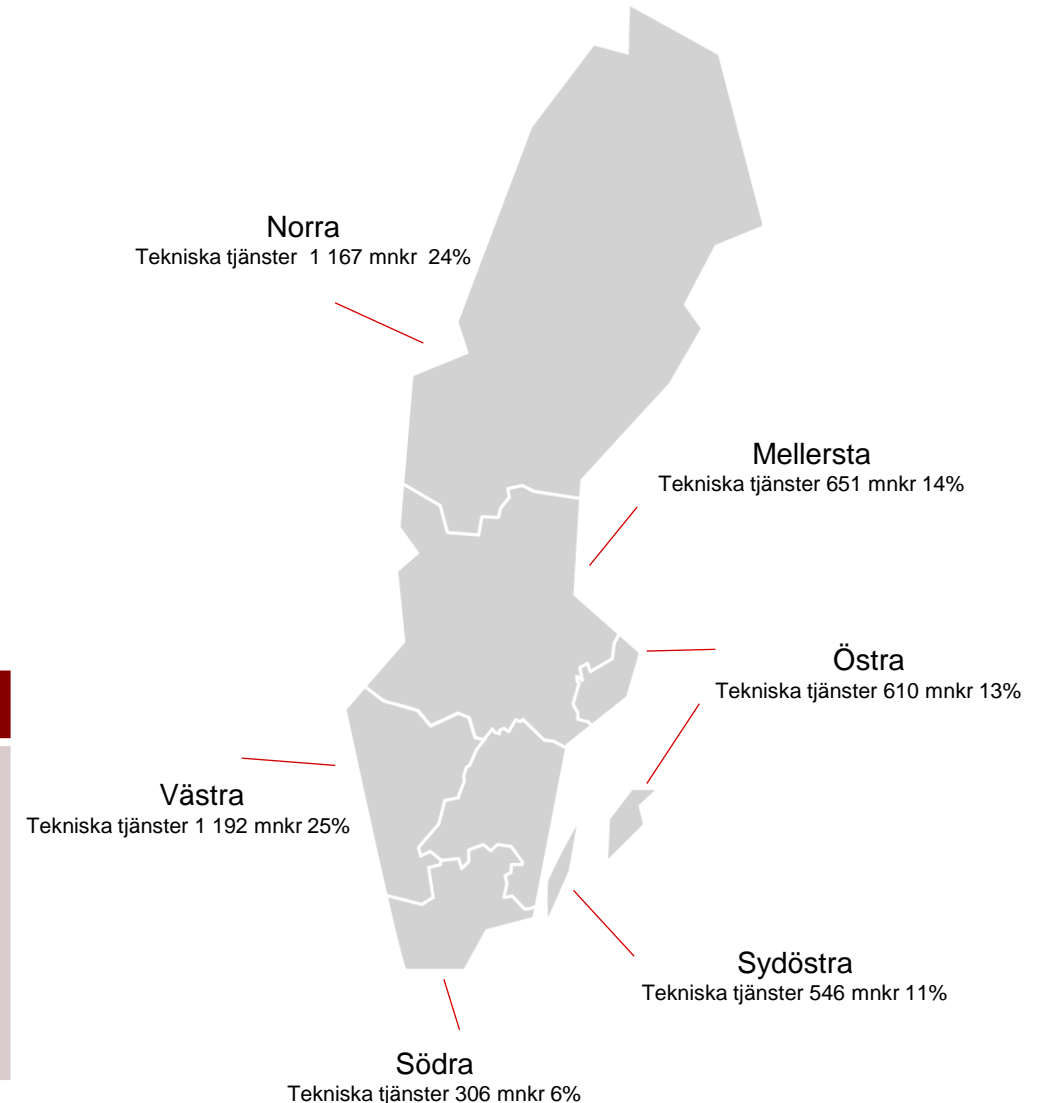 Norra
Tekniska tjänster 1 167 mnkr 24%
Mellersta
Tekniska tjänster 651 mnkr 14%
Östra
Tekniska tjänster 610 mnkr 13%
Västra
Tekniska tjänster 1 192 mnkr 25%
Sydöstra
Tekniska tjänster 546 mnkr 11%
Södra
Tekniska tjänster 306 mnkr 6%